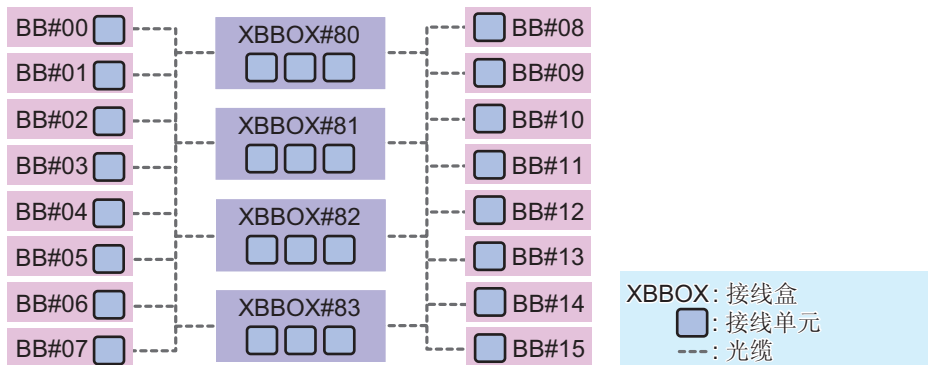 BB#00
BB#01
BB#02
BB#03
BB#04
BB#05
BB#06
BB#07
XBBOX#80
XBBOX#81
XBBOX#82
XBBOX#83
BB#08
BB#09
BB#10
BB#11
BB#12
BB#13
BB#14
BB#15
XBBOX: 接线盒
: 接线单元
: 光缆